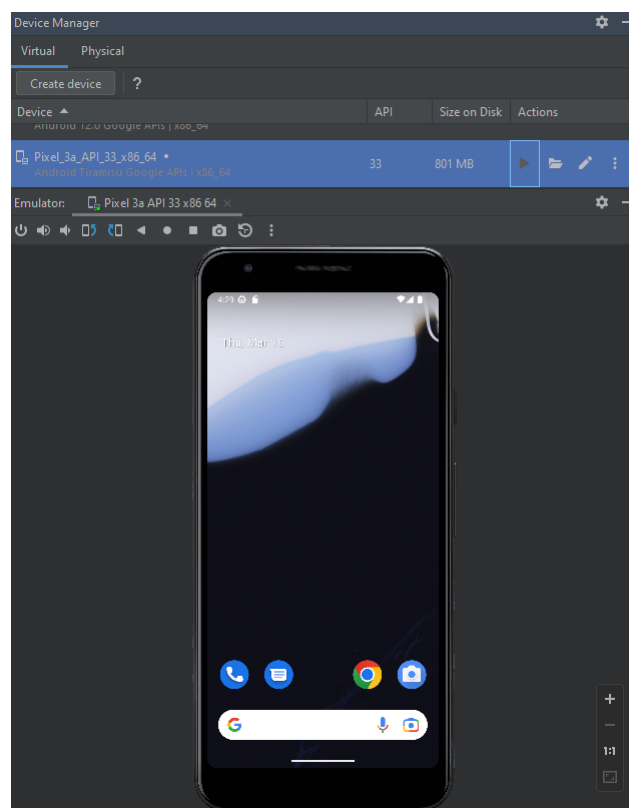 Device Manager
Virtual Physical
Create device ?
Device API Size on Disk Actions
Android 12.0 Google APIs | x86_64
Pixel_3a_API_33_x86_64 33 801 MB
Android Tiramisu Google APIs | x86_64
Emulator: Pixel 3a API 33 x86 64
4:29
Thu, Mar 16
G
1:1